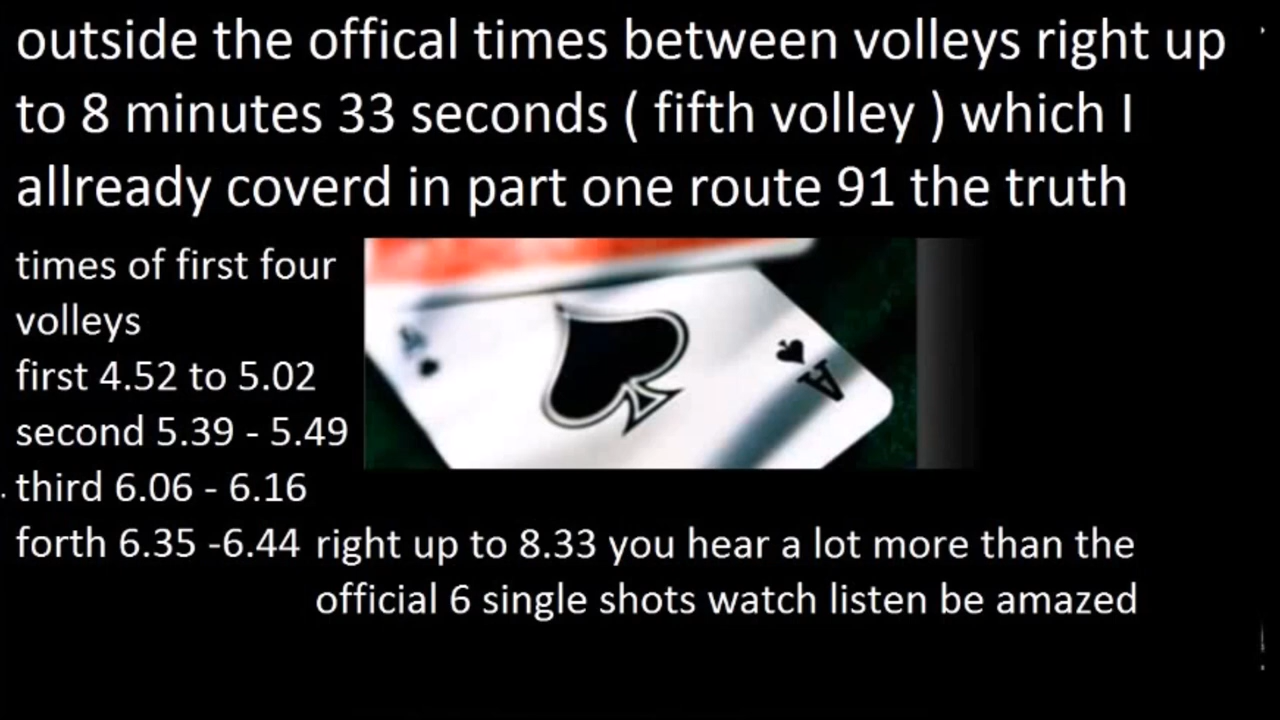 outside the offical times between volleys right up
to 8 minutes 33 seconds ( fifth volley ) which I
allready coverd in part one route 91 the truth
times of first four
volleys
first 4.52 to 5.02
second 5.39 - 5.49
third 6.06 - 6.16
forth 6.35 -6.44
right up to 8.33 you hear a lot more than the
official 6 single shots watch listen be amazed
A
A